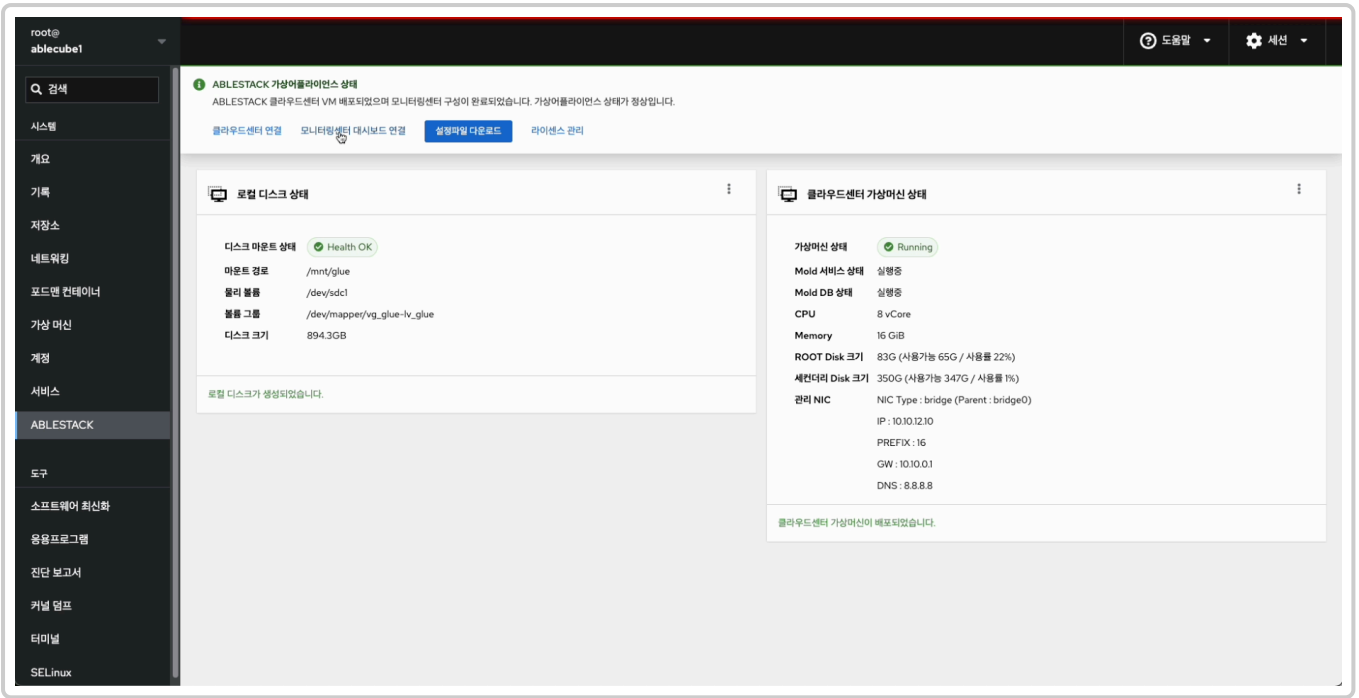 root@
ablecube1
도움말
세션
검색
시스템
개요
기록
저장소
네트워킹
포드맨 컨테이너
가상 머신
계정
서비스
ABLESTACK
도구
소프트웨어 최신화
응용프로그램
진단 보고서
커널 덤프
터미널
SELinux
ABLESTACK 가상어플라이언스 상태
ABLESTACK 클라우드센터 VM 배포되었으며 모니터링센터 구성이 완료되었습니다. 가상어플라이언스 상태가 정상입니다.
클라우드센터 연결 모니터링센터 대시보드 연결 설정파일 다운로드 라이센스 관리
로컬 디스크 상태
디스크 마운트 상태 Health OK
마운트 경로 /mnt/glue
물리 볼륨 /dev/sdc1
볼륨 그룹 /dev/mapper/vg_glue-lv_glue
디스크 크기 894.3GB
로컬 디스크가 생성되었습니다.
클라우드센터 가상머신 상태
가상머신 상태 Running
Mold 서비스 상태 실행중
Mold DB 상태 실행중
CPU 8 vCore
Memory 16 GiB
ROOT Disk 크기 83G (사용가능 65G / 사용률 22%)
세컨더리 Disk 크기 350G (사용가능 347G / 사용률 1%)
관리 NIC NIC Type : bridge (Parent : bridge0)
IP : 10.10.12.10
PREFIX : 16
GW : 10.10.0.1
DNS : 8.8.8.8
클라우드센터 가상머신이 배포되었습니다.